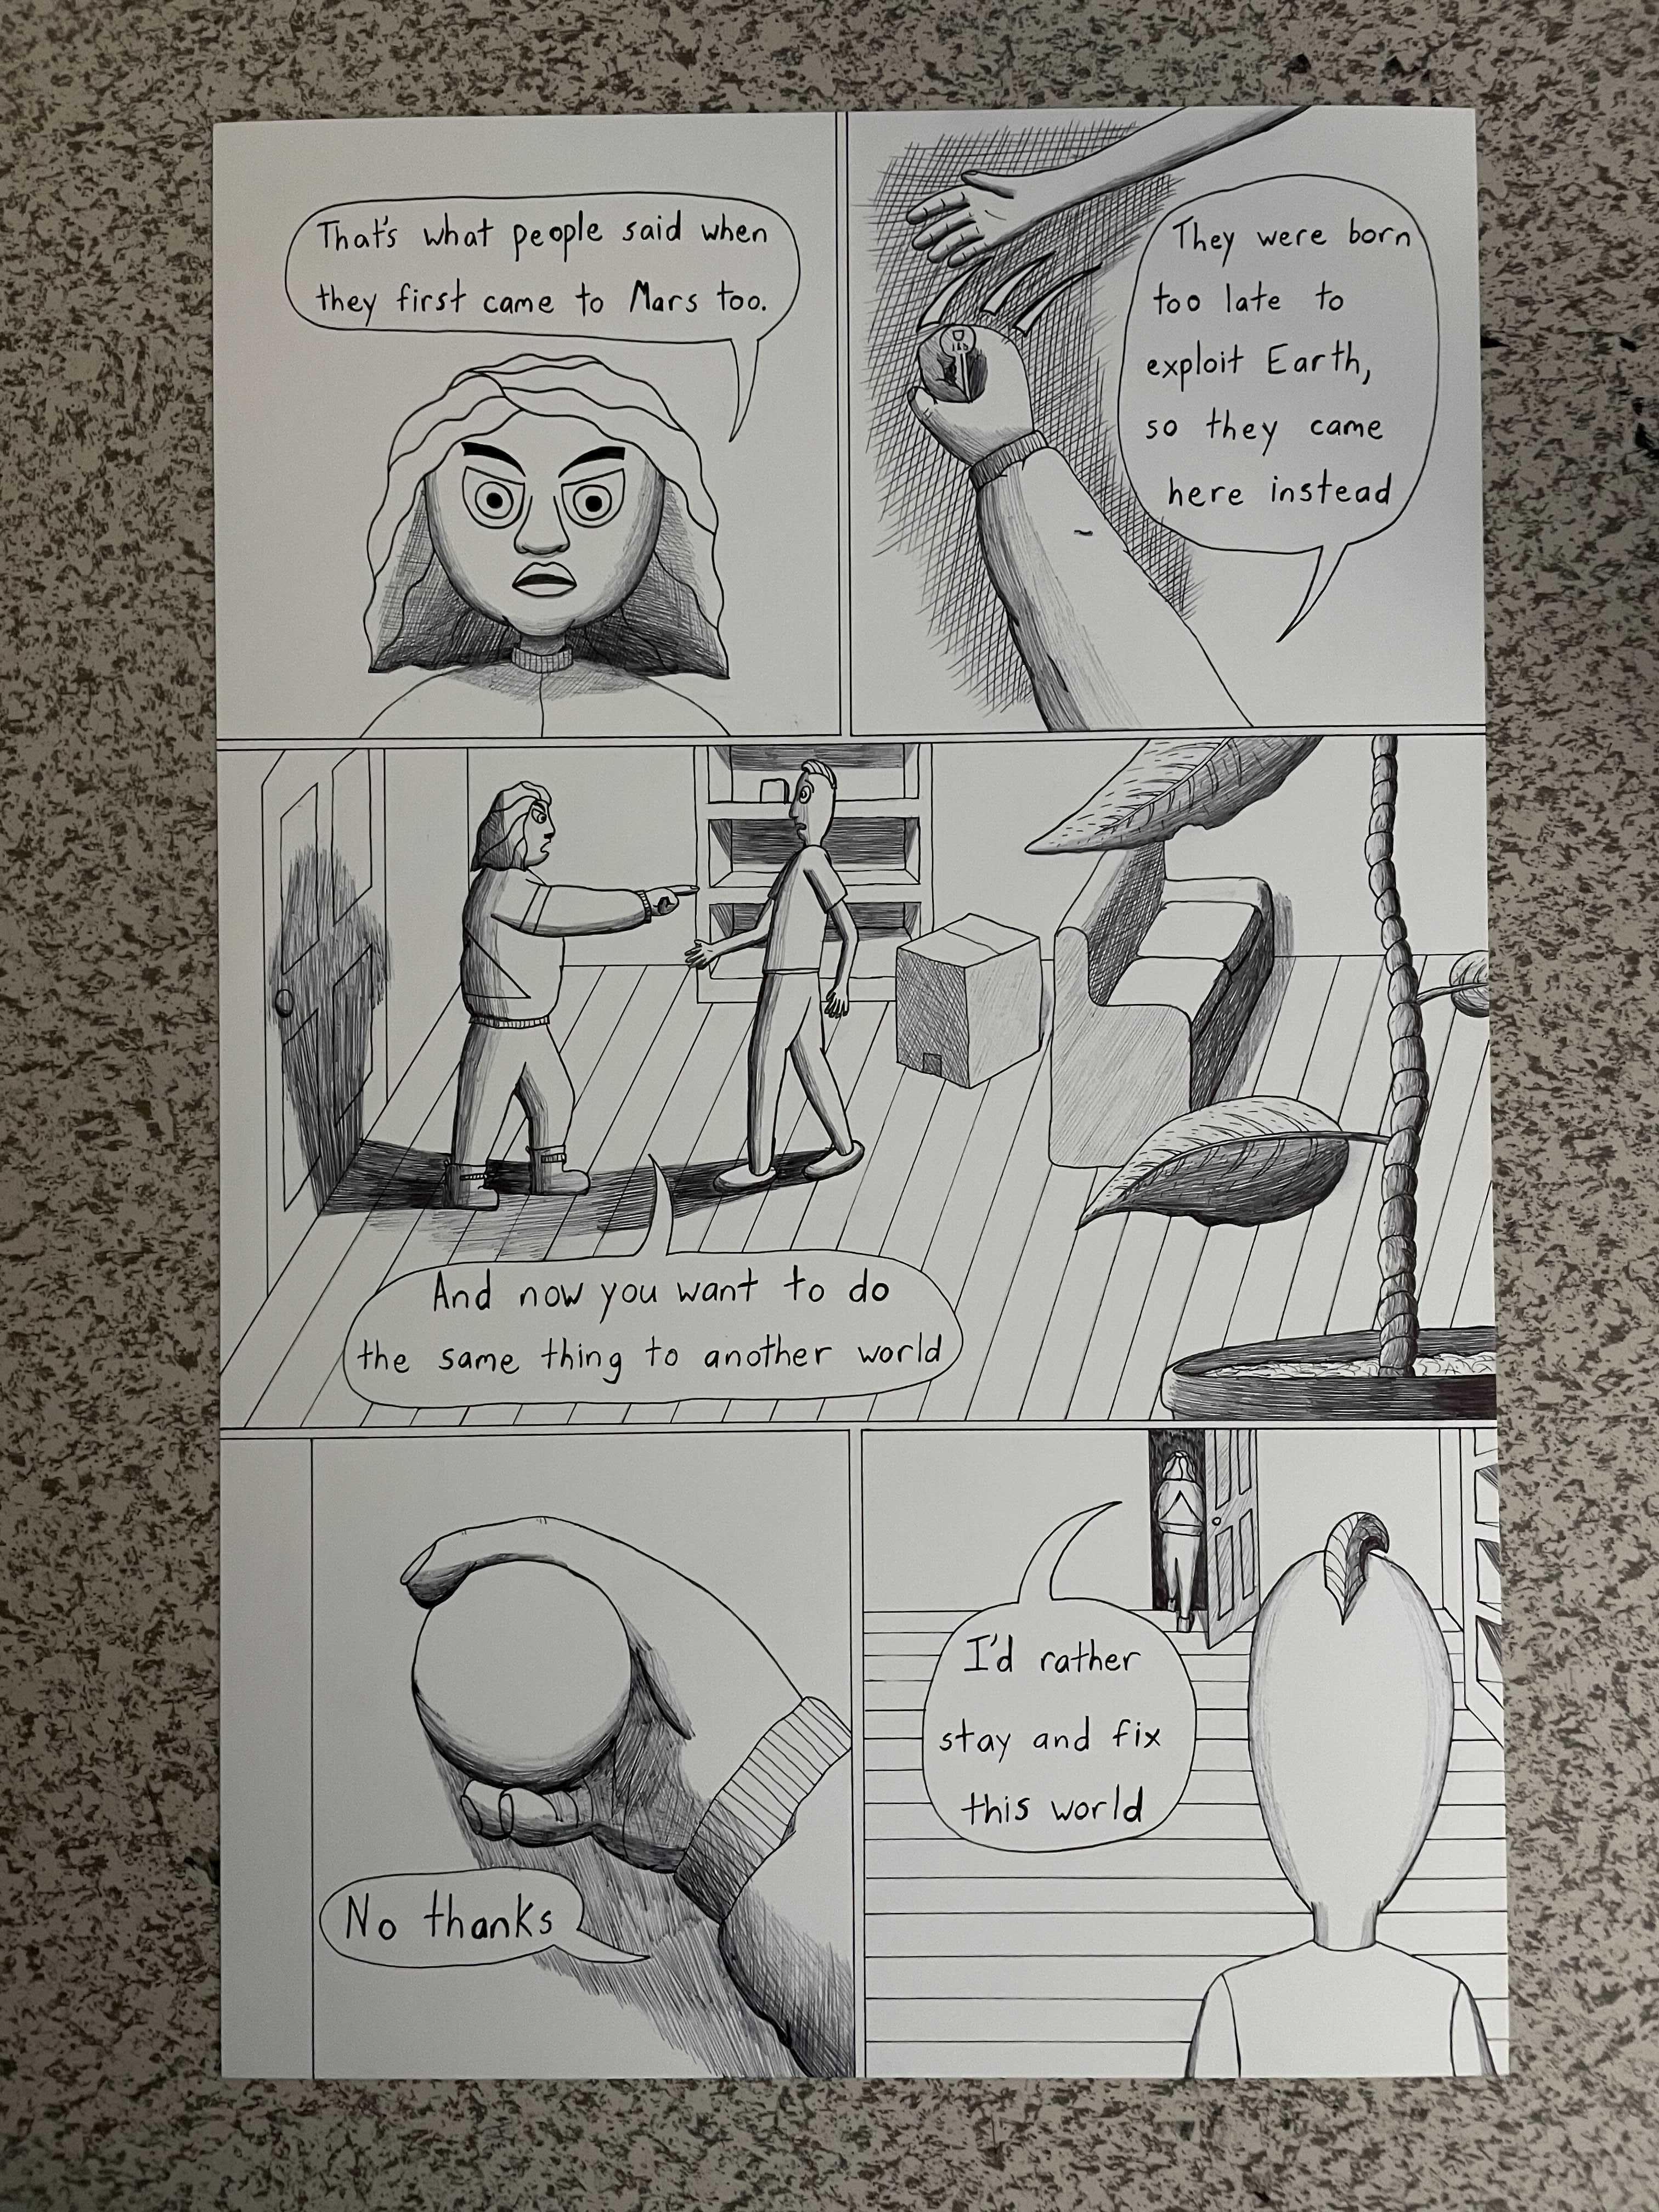 That's what people said when
they first came to Mars too.
They were born
too late to
exploit Earth,
so they came
here instead
And now you want to do
the same thing to another world
No thanks
I'd rather
stay and fix
this world